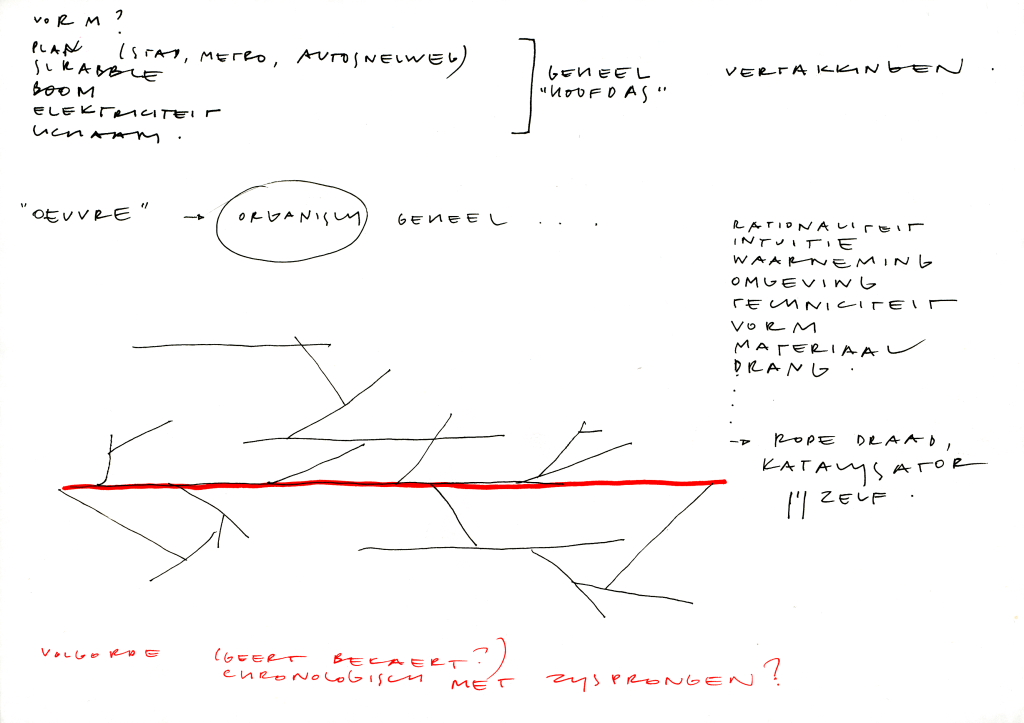 VORM?
PLAN (STAD, METRO, AUTOSNELWEG)
SCRABBLE
BOOM
ELEKTRICITEIT
LICHAAM.
GEHEEL
"HOOFDAS"
VERTAKKINGEN.
"OEUVRE" → ORGANISCH GEHEEL ....
RATIONALITEIT
INTUITIE
WAARNEMING
OMGEVING
TECHNICITEIT
VORM
MATERIAAL
DRANG.
→ RODE DRAAD,
KATALYSATOR
ZELF.
VOLGORDE (GEERT BEKAERT?)
CHRONOLOGISCH MET ZIJSPRONGEN?